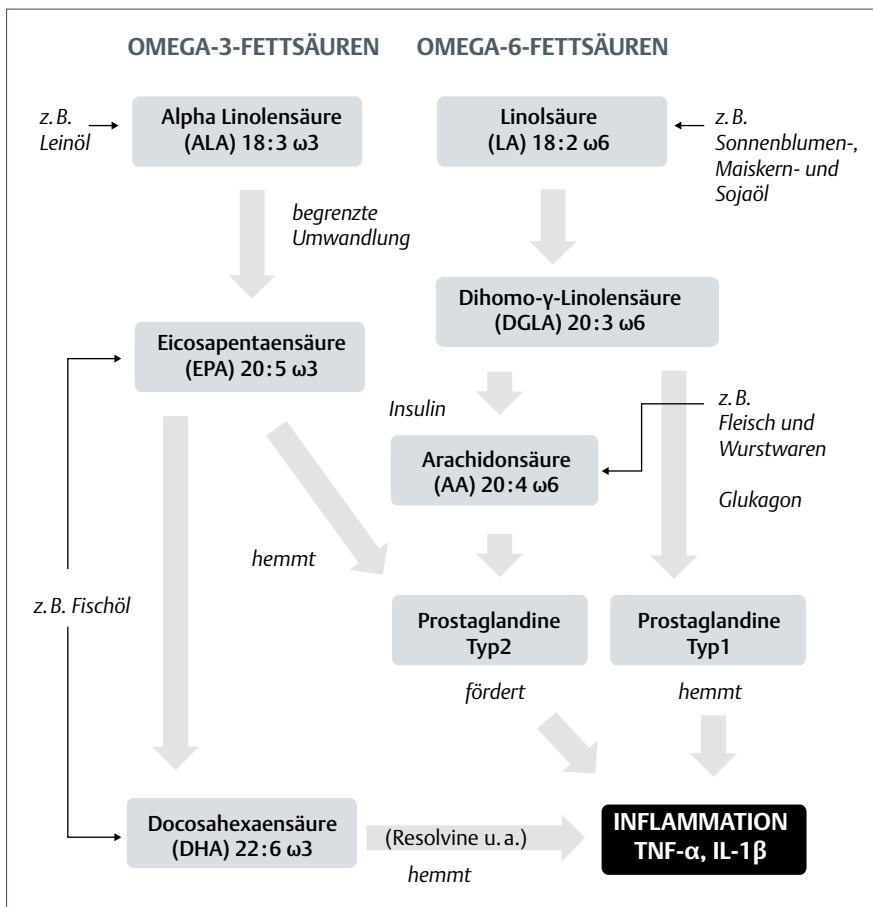 OMEGA-3-FETTSÄUREN
OMEGA-6-FETTSÄUREN
z. B.
Leinöl
Alpha Linolensäure
(ALA) 18:3 ω3
Linolsäure
(LA) 18:2 ω6
z. B.
Sonnenblumen-,
Maiskern- und
Sojaöl
begrenzte
Umwandlung
Dihomo-γ-Linolensäure
(DGLA) 20:3 ω6
Eicosapentaensäure
(EPA) 20:5 ω3
Insulin
z. B.
Fleisch und
Wurstwaren
Arachidonsäure
(AA) 20:4 ω6
Glukagon
hemmt
z. B. Fischöl
Prostaglandine
Typ2
Prostaglandine
Typ1
fördert
hemmt
Docosahexaensäure
(DHA) 22:6 ω3
(Resolvine u. a.)
hemmt
INFLAMMATION
TNF-α, IL-1β